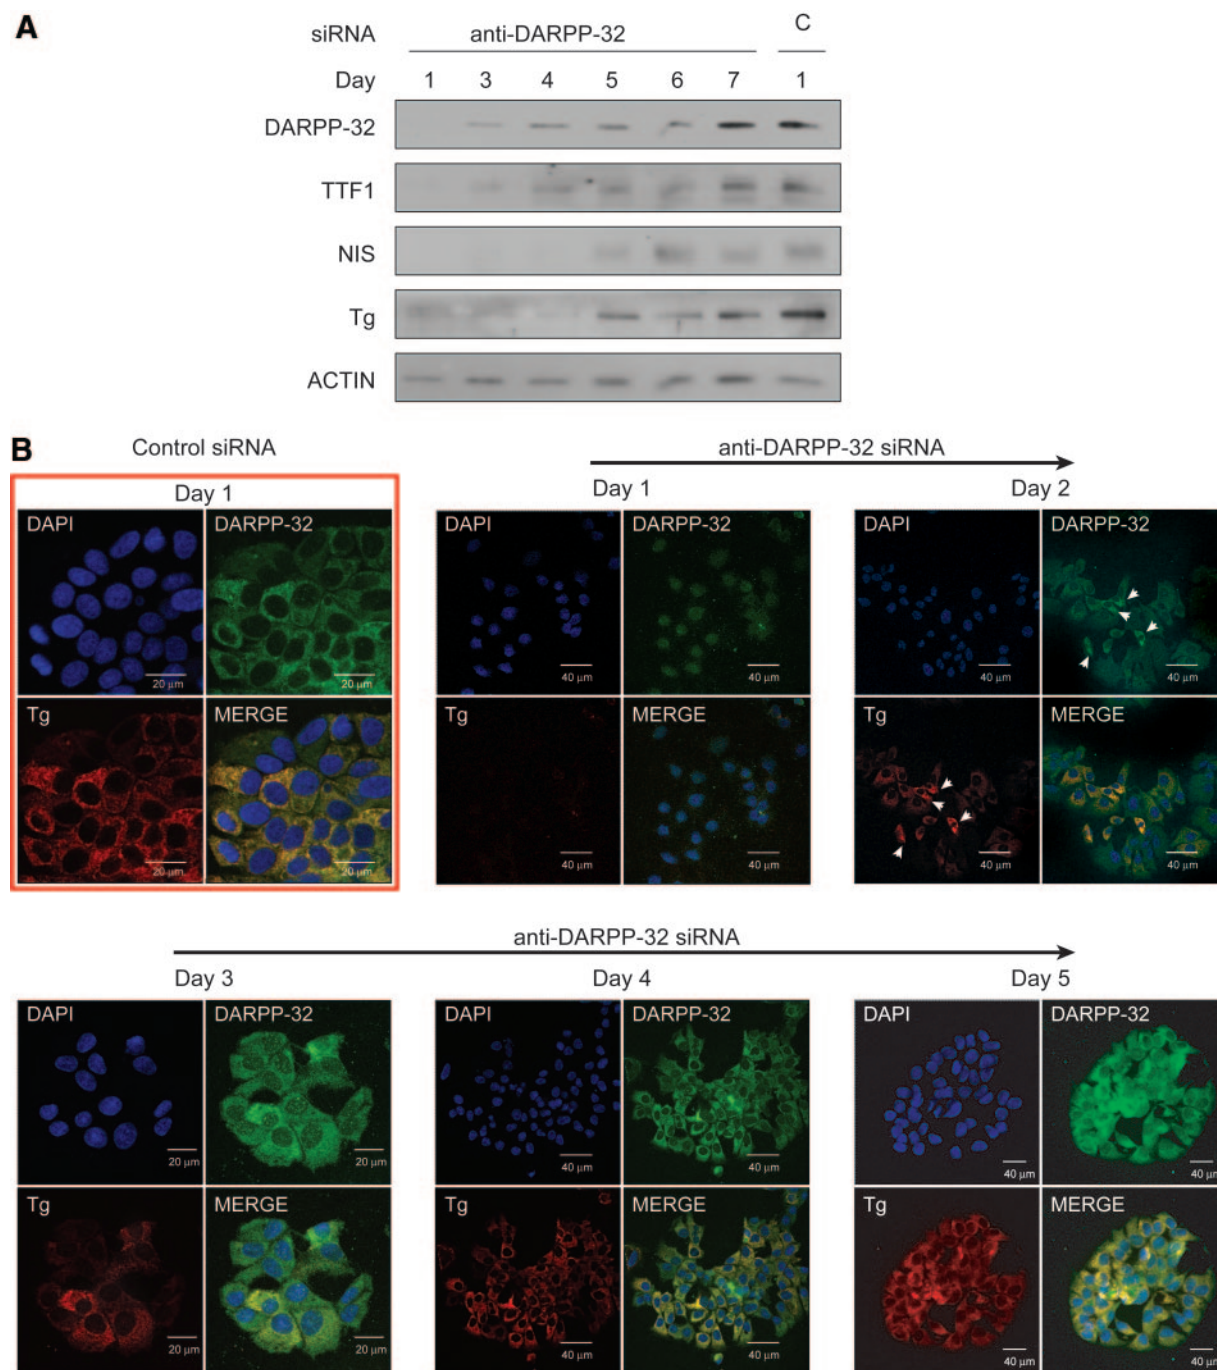 A
siRNA anti-DARPP-32 C
Day 1 3 4 5 6 7 1
DARPP-32
TTF1
NIS
Tg
ACTIN
B
Control siRNA
anti-DARPP-32 siRNA
Day 1
Day 1
Day 2
DAPI DARPP-32
20 μm 20 μm
Tg MERGE
20 μm 20 μm
DAPI DARPP-32
40 μm 40 μm
Tg MERGE
40 μm 40 μm
DAPI DARPP-32
40 μm 40 μm
Tg MERGE
40 μm 40 μm
anti-DARPP-32 siRNA
Day 3
Day 4
Day 5
DAPI DARPP-32
20 μm 20 μm
Tg MERGE
20 μm 20 μm
DAPI DARPP-32
40 μm 40 μm
Tg MERGE
40 μm 40 μm
DAPI DARPP-32
40 μm 40 μm
Tg MERGE
40 μm 40 μm